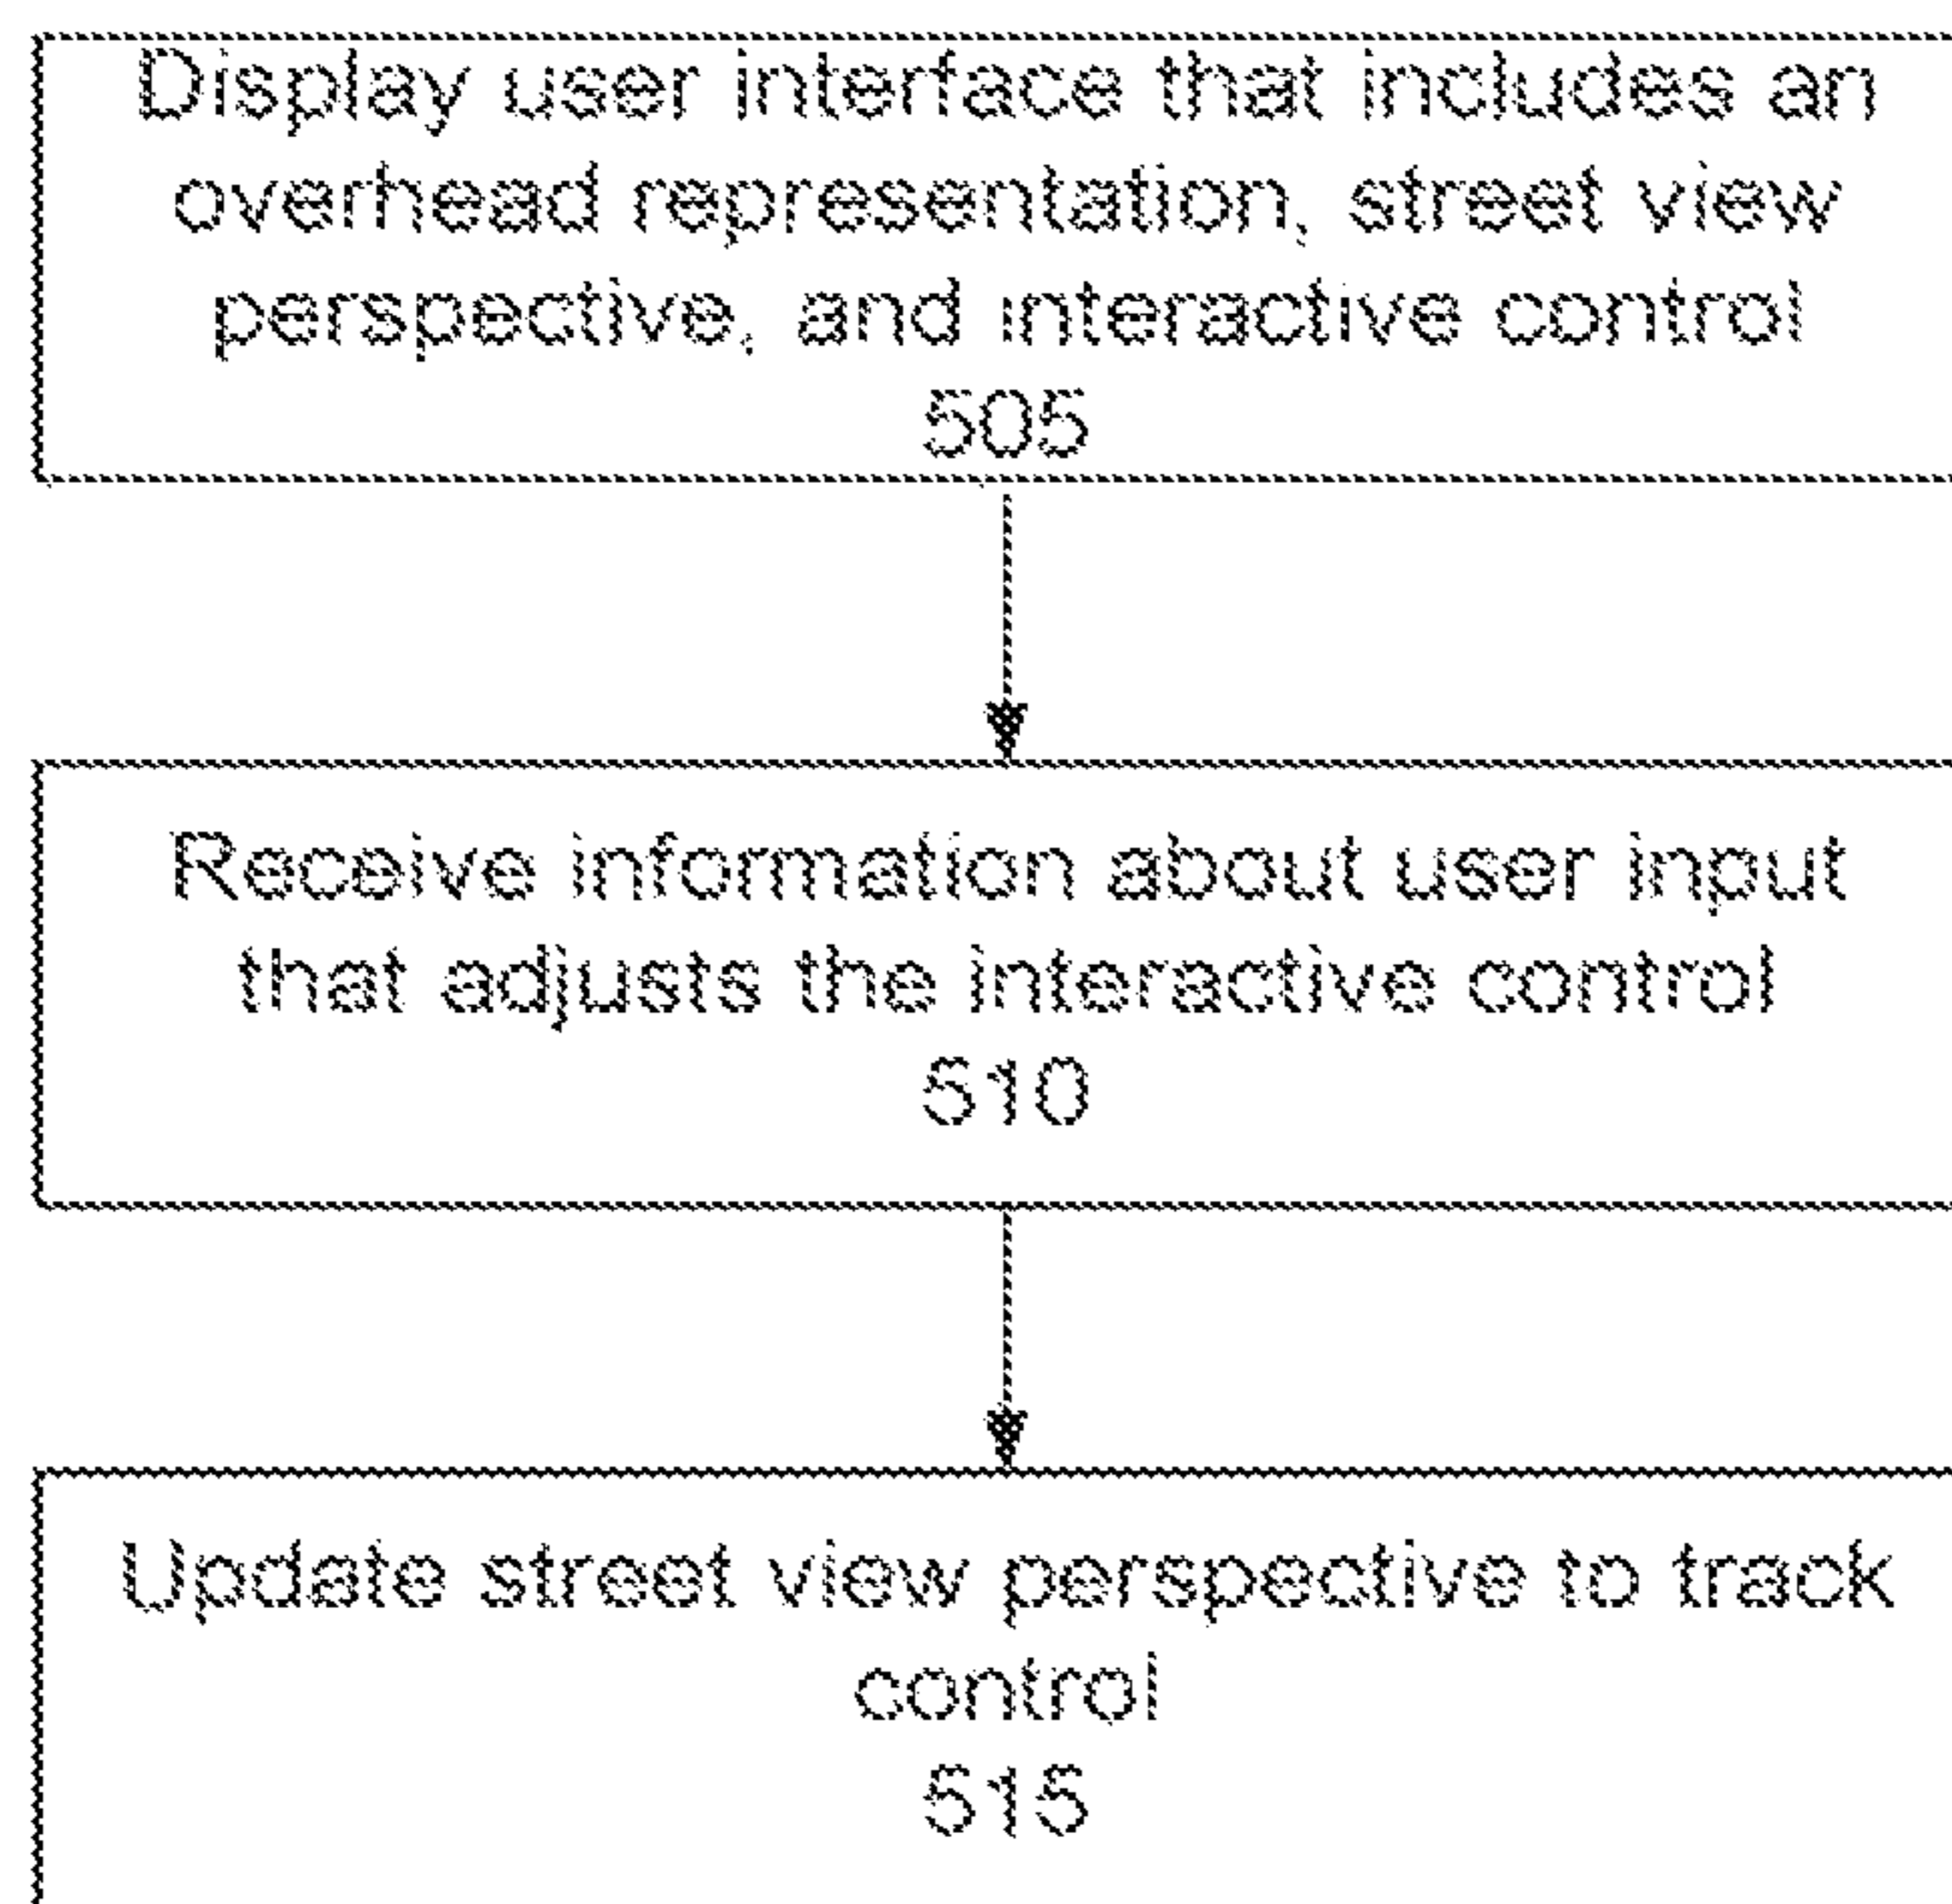 Display user interface that includes an
overhead representation, street view
perspective, and interactive control
505
Receive information about user input
that adjusts the interactive control
510
Update street view perspective to track
control
515